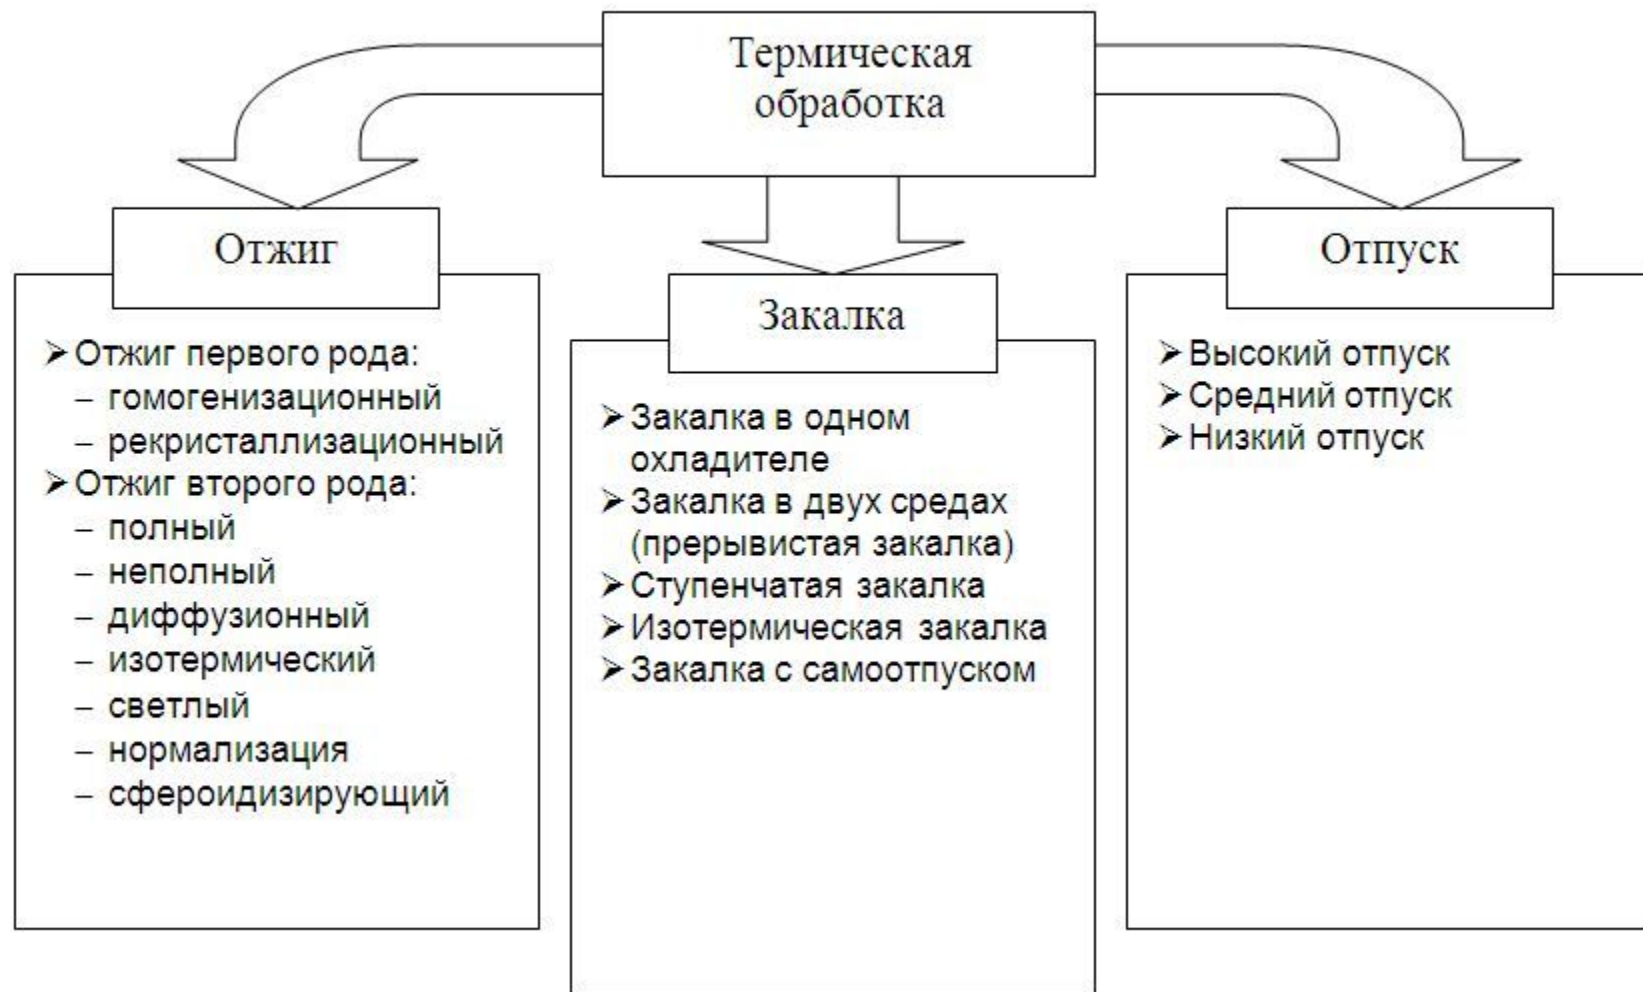 Термическая
обработка
Отжиг
➢ Отжиг первого рода:
– гомогенизационный
– рекристаллизационный
➢ Отжиг второго рода:
– полный
– неполный
– диффузионный
– изотермический
– светлый
– нормализация
– сфероидизирующий
Закалка
➢ Закалка в одном
охладителе
➢ Закалка в двух средах
(прерывистая закалка)
➢ Ступенчатая закалка
➢ Изотермическая закалка
➢ Закалка с самоотпуском
Отпуск
➢ Высокий отпуск
➢ Средний отпуск
➢ Низкий отпуск